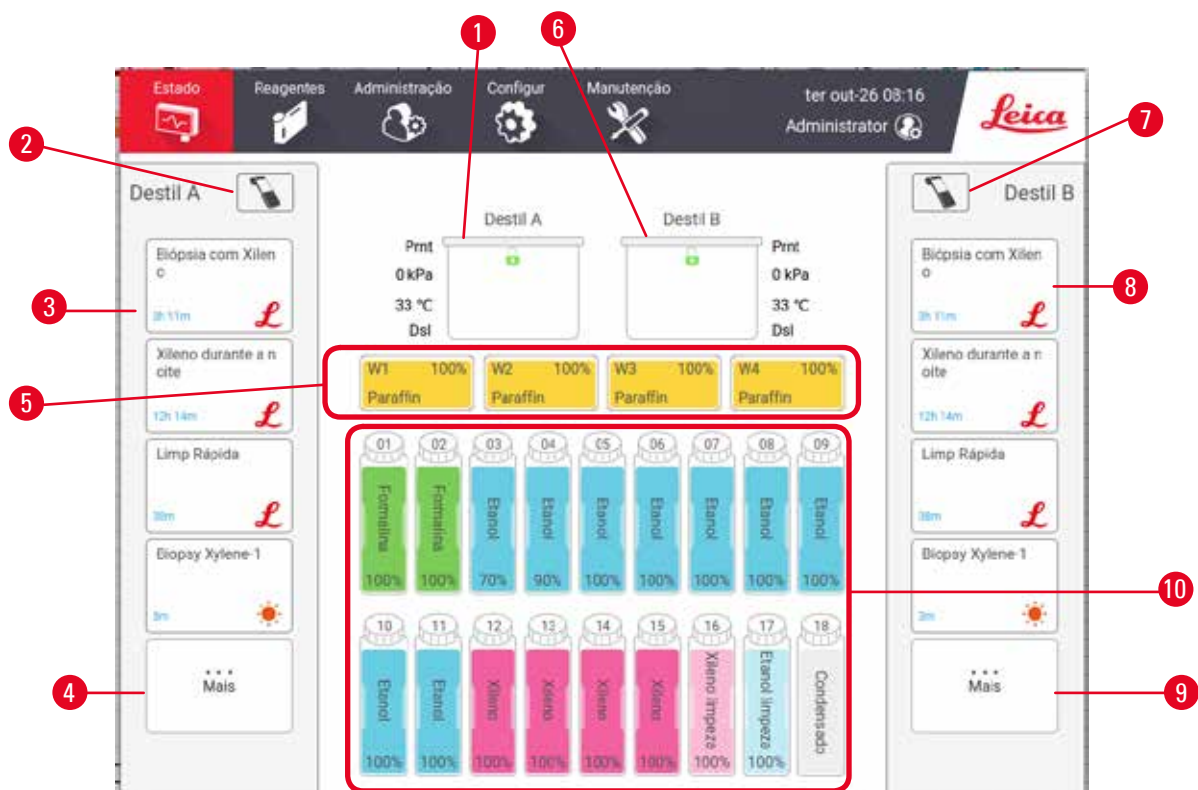 1
6
Estado
Reagentes
Administração
Configur
Manutenção
ter out-26 08:16
Administrator
Leica
2
7
Destil A
Destil B
Destil A
Destil B
Prnt
0 kPa
33 °C
Dsl
Prnt
0 kPa
33 °C
Dsl
3
Biópsia com Xilen
o
3h 11m
L
Xileno durante a n
oite
12h 14m
L
Limp Rápida
38m
L
Biopsy Xylene-1
4
Mais
5
W1 100%
Paraffin
W2 100%
Paraffin
W3 100%
Paraffin
W4 100%
Paraffin
01
Formalina
100%
02
Formalina
100%
03
Etanol
70%
04
Etanol
90%
05
Etanol
100%
06
Etanol
100%
07
Etanol
100%
08
Etanol
100%
09
Etanol
100%
10
Etanol
100%
11
Etanol
100%
12
Xileno
100%
13
Xileno
100%
14
Xileno
100%
15
Xileno
100%
16
Xileno limpeza
100%
17
Etanol limpeza
100%
18
Condensado
10
8
Biópsia com Xilen
o
3h 11m
L
Xileno durante a n
oite
12h 14m
L
Limp Rápida
38m
L
Biopsy Xylene-1
3m
9
Mais